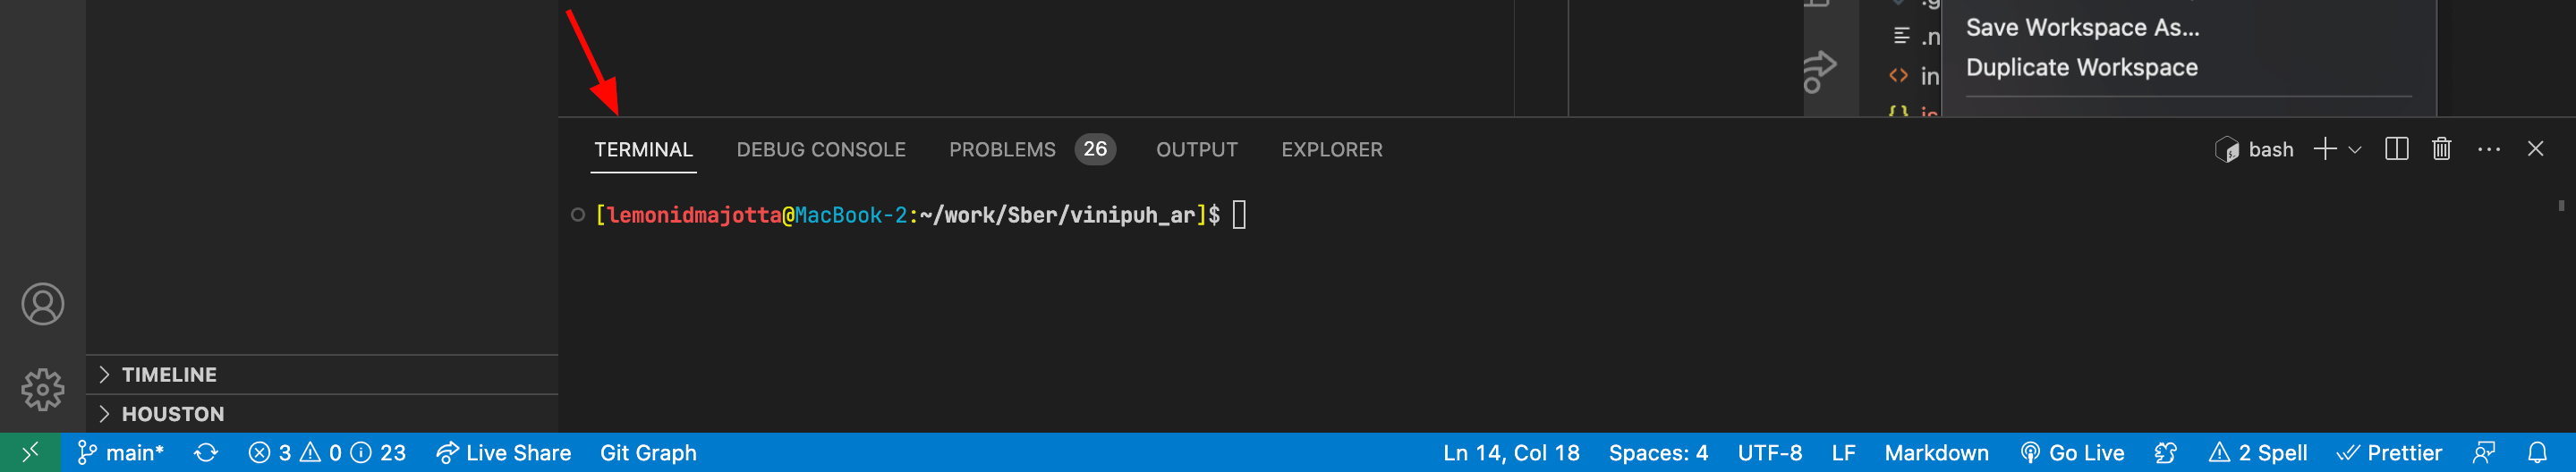 Save Workspace As...
.n
in
Duplicate Workspace
TERMINAL DEBUG CONSOLE PROBLEMS 26 OUTPUT EXPLORER bash
[lemonidmajotta@MacBook-2:~/work/Sber/vinipuh_ar]$
TIMELINE
HOUSTON
main* 3 0 23 Live Share Git Graph Ln 14, Col 18 Spaces: 4 UTF-8 LF Markdown Go Live 2 Spell Prettier